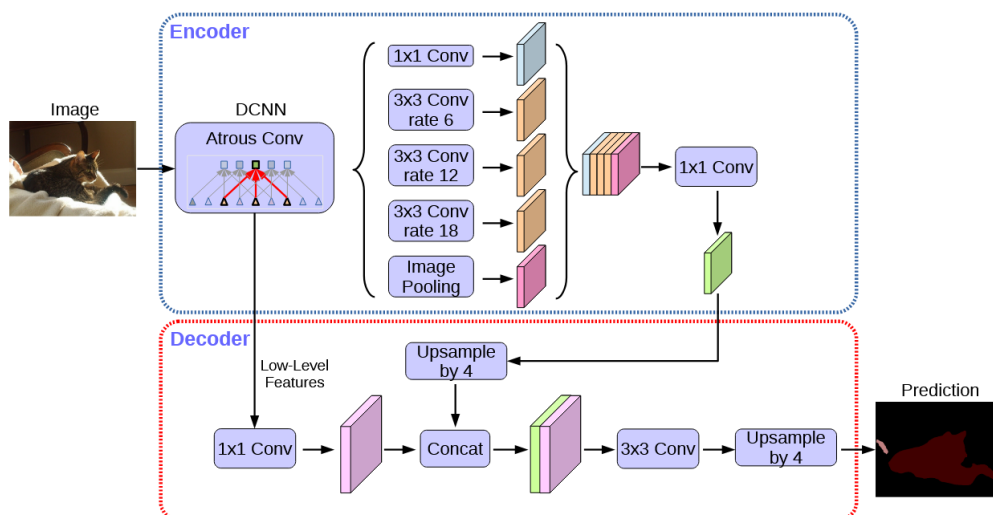 Encoder
Image
DCNN
Atrous Conv
1x1 Conv
3x3 Conv
rate 6
3x3 Conv
rate 12
3x3 Conv
rate 18
Image
Pooling
1x1 Conv
Decoder
Low-Level
Features
Upsample
by 4
1x1 Conv
Concat
3x3 Conv
Upsample
by 4
Prediction